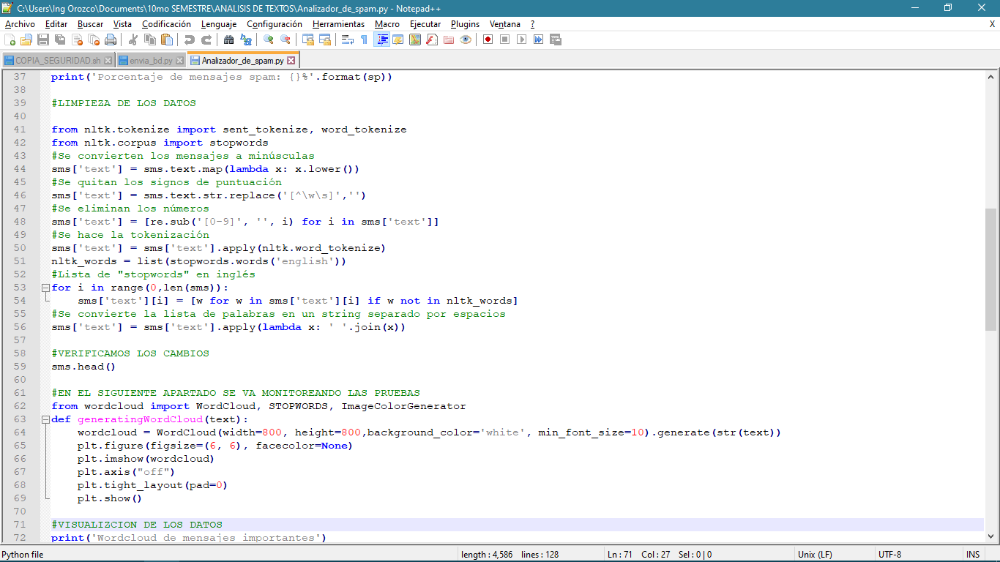 C:\Users\Ing Orozco\Documents\10mo SEMESTRE\ANALISIS DE TEXTOS\Analizador_de_spam.py - Notepad++
Archivo Editar Buscar Vista Codificación Lenguaje Configuración Herramientas Macro Ejecutar Plugins Ventana ? X
COPIA_SEGURIDAD.sh envia_bd.py Analizador_de_spam.py
37 print('Porcentaje de mensajes spam: {}%'.format(sp))
38
39 #LIMPIEZA DE LOS DATOS
40
41 from nltk.tokenize import sent_tokenize, word_tokenize
42 from nltk.corpus import stopwords
43 #Se convierten los mensajes a minúsculas
44 sms['text'] = sms.text.map(lambda x: x.lower())
45 #Se quitan los signos de puntuación
46 sms['text'] = sms.text.str.replace('[^\w\s]','')
47 #Se eliminan los números
48 sms['text'] = [re.sub('[0-9]', '', i) for i in sms['text']]
49 #Se hace la tokenización
50 sms['text'] = sms['text'].apply(nltk.word_tokenize)
51 nltk_words = list(stopwords.words('english'))
52 #Lista de "stopwords" en inglés
53 for i in range(0,len(sms)):
54     sms['text'][i] = [w for w in sms['text'][i] if w not in nltk_words]
55 #Se convierte la lista de palabras en un string separado por espacios
56 sms['text'] = sms['text'].apply(lambda x: ' '.join(x))
57
58 #VERIFICAMOS LOS CAMBIOS
59 sms.head()
60
61 #EN EL SIGUIENTE APARTADO SE VA MONITOREANDO LAS PRUEBAS
62 from wordcloud import WordCloud, STOPWORDS, ImageColorGenerator
63 def generatingWordCloud(text):
64     wordcloud = WordCloud(width=800, height=800,background_color='white', min_font_size=10).generate(str(text))
65     plt.figure(figsize=(6, 6), facecolor=None)
66     plt.imshow(wordcloud)
67     plt.axis("off")
68     plt.tight_layout(pad=0)
69     plt.show()
70
71 #VISUALIZCION DE LOS DATOS
72 print('Wordcloud de mensajes importantes')
Python file length : 4,586 lines : 128 Ln : 71 Col : 27 Sel : 0 | 0 Unix (LF) UTF-8 INS